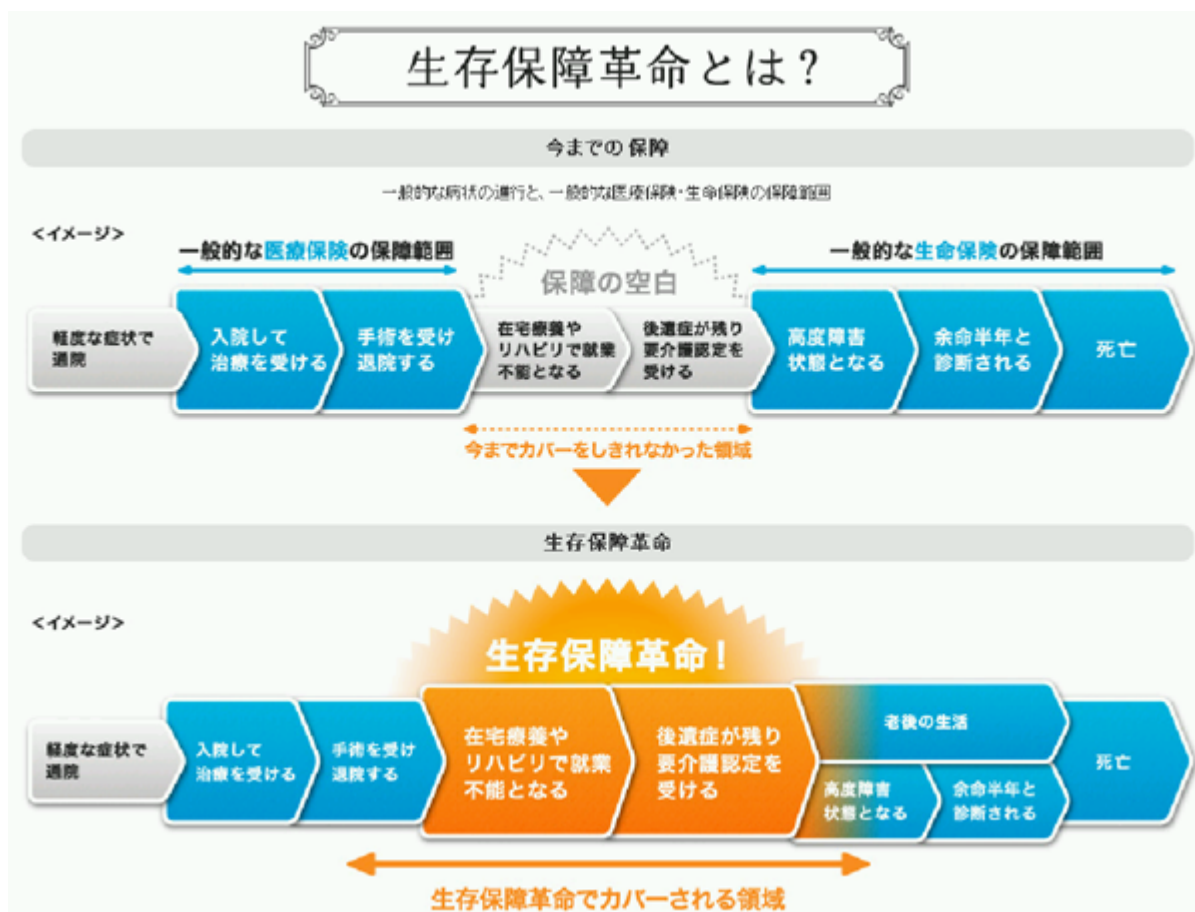 生存保障革命とは？
今までの保障
一般的な病状の進行と、一般的な医療保険・生命保険の保障範囲
<イメージ>
一般的な医療保険の保障範囲
保障の空白
一般的な生命保険の保障範囲
軽度な症状で
通院
入院して
治療を受ける
手術を受け
退院する
在宅療養や
リハビリで就業
不能となる
後遺症が残り
要介護認定を
受ける
高度障害
状態となる
余命半年と
診断される
死亡
今までカバーをしきれなかった領域
生存保障革命
<イメージ>
生存保障革命！
軽度な症状で
通院
入院して
治療を受ける
手術を受け
退院する
在宅療養や
リハビリで就業
不能となる
後遺症が残り
要介護認定を
受ける
老後の生活
高度障害
状態となる
余命半年と
診断される
死亡
生存保障革命でカバーされる領域